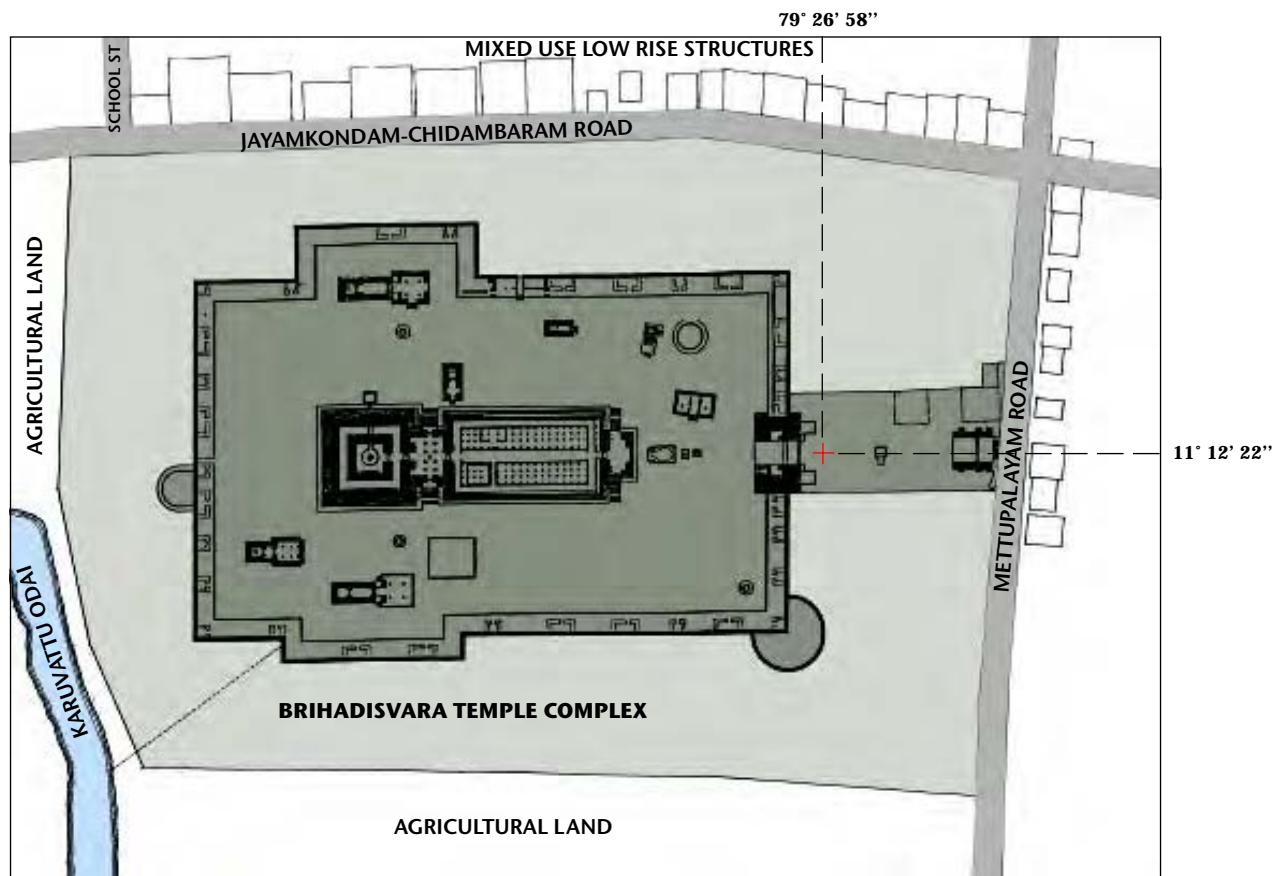 79° 26’ 58’’
MIXED USE LOW RISE STRUCTURES
SCHOOL ST
JAYAMKONDAM-CHIDAMBARAM ROAD
AGRICULTURAL LAND
METTUPALAYAM ROAD
11° 12’ 22’’
KARUVATTU ODAI
BRIHADISVARA TEMPLE COMPLEX
AGRICULTURAL LAND